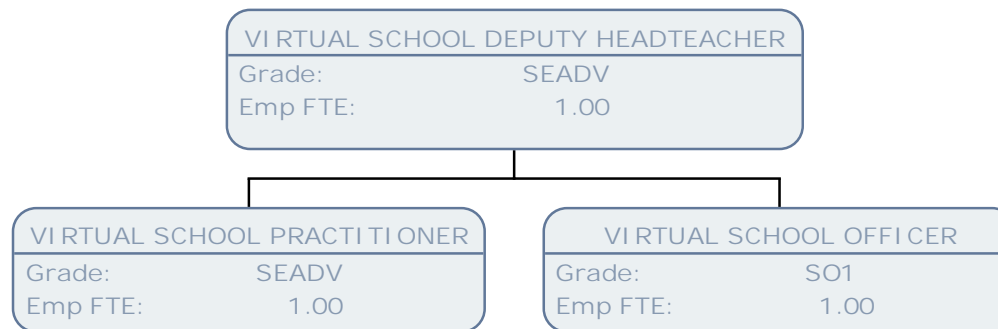 VIRTUAL SCHOOL DEPUTY HEADTEACHER
Grade: SEADV
Emp FTE: 1.00
VIRTUAL SCHOOL PRACTITIONER
Grade: SEADV
Emp FTE: 1.00
VIRTUAL SCHOOL OFFICER
Grade: SO1
Emp FTE: 1.00